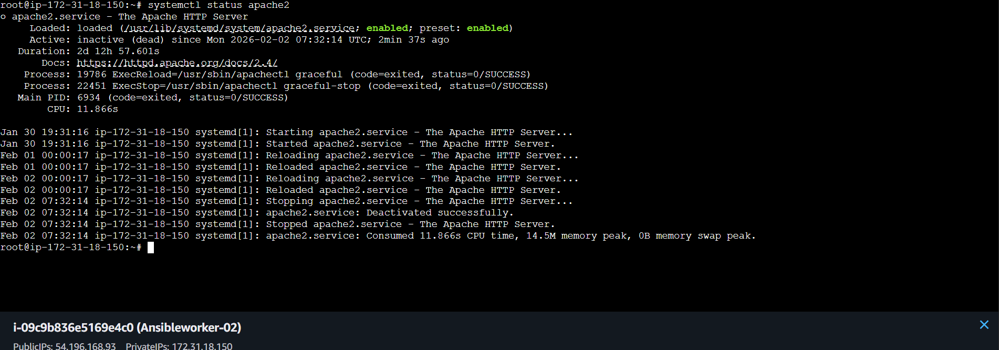 root@ip-172-31-18-150:~# systemctl status apache2
○ apache2.service - The Apache HTTP Server
     Loaded: loaded (/usr/lib/systemd/system/apache2.service; enabled; preset: enabled)
     Active: inactive (dead) since Mon 2026-02-02 07:32:14 UTC; 2min 37s ago
   Duration: 2d 12h 57.601s
       Docs: https://httpd.apache.org/docs/2.4/
    Process: 19786 ExecReload=/usr/sbin/apachectl graceful (code=exited, status=0/SUCCESS)
    Process: 22451 ExecStop=/usr/sbin/apachectl graceful-stop (code=exited, status=0/SUCCESS)
   Main PID: 6934 (code=exited, status=0/SUCCESS)
        CPU: 11.866s
Jan 30 19:31:16 ip-172-31-18-150 systemd[1]: Starting apache2.service - The Apache HTTP Server...
Jan 30 19:31:16 ip-172-31-18-150 systemd[1]: Started apache2.service - The Apache HTTP Server.
Feb 01 00:00:17 ip-172-31-18-150 systemd[1]: Reloading apache2.service - The Apache HTTP Server...
Feb 01 00:00:17 ip-172-31-18-150 systemd[1]: Reloaded apache2.service - The Apache HTTP Server.
Feb 02 00:00:17 ip-172-31-18-150 systemd[1]: Reloading apache2.service - The Apache HTTP Server...
Feb 02 00:00:17 ip-172-31-18-150 systemd[1]: Reloaded apache2.service - The Apache HTTP Server.
Feb 02 07:32:14 ip-172-31-18-150 systemd[1]: Stopping apache2.service - The Apache HTTP Server...
Feb 02 07:32:14 ip-172-31-18-150 systemd[1]: apache2.service: Deactivated successfully.
Feb 02 07:32:14 ip-172-31-18-150 systemd[1]: Stopped apache2.service - The Apache HTTP Server.
Feb 02 07:32:14 ip-172-31-18-150 systemd[1]: apache2.service: Consumed 11.866s CPU time, 14.5M memory peak, 0B memory swap peak.
root@ip-172-31-18-150:~#
i-09c9b836e5169e4c0 (Ansibleworker-02)
PublicIPs: 54.196.168.93 PrivateIPs: 172.31.18.150